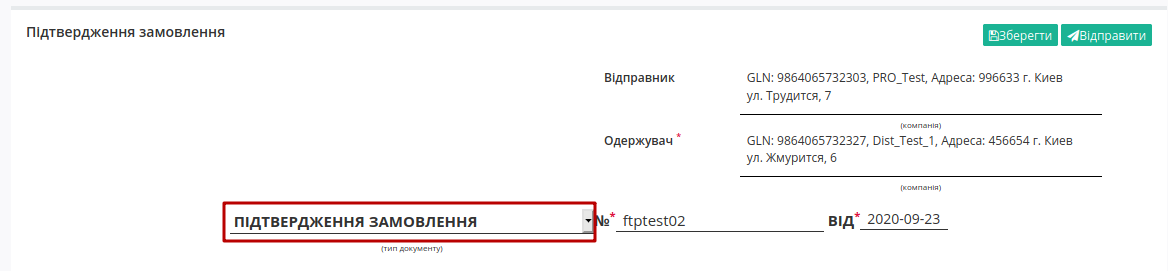 Підтвердження замовлення
Зберегти
Відправити
Відправник
GLN: 9864065732303, PRO_Test, Адреса: 996633 г. Киев
ул. Трудится, 7
(компанія)
Одержувач *
GLN: 9864065732327, Dist_Test_1, Адреса: 456654 г. Киев
ул. Жмурится, 6
(компанія)
ПІДТВЕРДЖЕННЯ ЗАМОВЛЕННЯ №* ftptest02 ВІД* 2020-09-23
(тип документу)